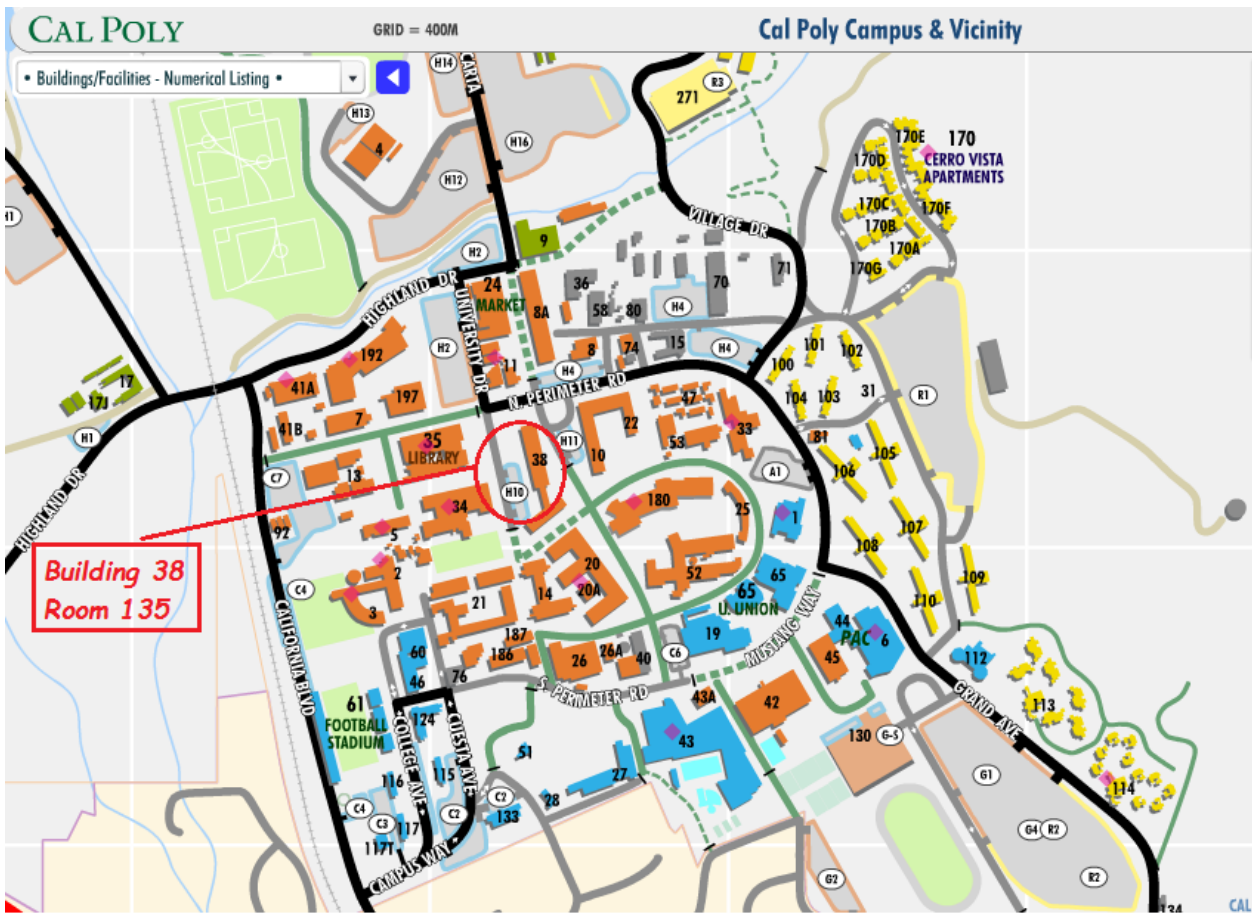 CAL POLY
GRID = 400M
Cal Poly Campus & Vicinity
• Buildings/Facilities - Numerical Listing •
H14
CARTA
R3
271
H13
4
H16
170E
170
CERRO VISTA
APARTMENTS
170D
H12
H1
170C
170F
170B
170A
170G
VILLAGE DR
9
H2
71
HIGHLAND DR
UNIVERSITY DR
24
MARKET
8A
36
58
80
H4
70
H2
11
8
74
15
H4
H4
101
102
100
192
41A
197
N. PERIMETER RD
104
103
31
R1
17
17J
7
41B
H1
22
47
33
53
81
35
LIBRARY
38
H11
10
A1
105
106
C7
13
H10
34
180
25
1
107
HIGHLAND DR
92
5
108
2
20
20A
52
65
65
U. UNION
109
110
Building 38
Room 135
C4
3
21
14
CALIFORNIA BLVD
187
186
26
26A
40
C6
19
MUSTANG WAY
44
PAC
6
45
112
60
46
76
S. PERIMETER RD
43A
42
GRAND AVE
113
61
FOOTBALL
STADIUM
124
COLLEGE AVE
CUESTA AVE
43
130
G-S
51
27
116
115
G1
114
C4
C3
C2
C2
28
133
117
117T
CAMPUS WAY
G4
R2
G2
R2
134
CAL